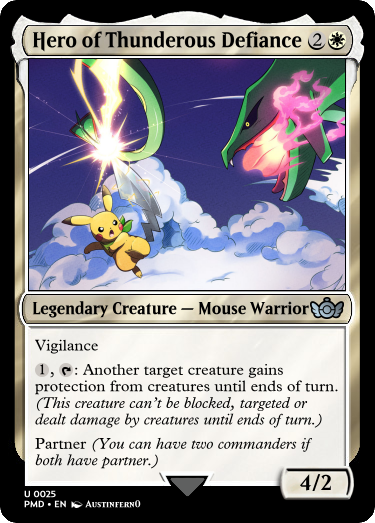 Hero of Thunderous Defiance 2
Legendary Creature — Mouse Warrior
Vigilance
1, : Another target creature gains
protection from creatures until ends of turn.
(This creature can't be blocked, targeted or
dealt damage by creatures until ends of turn.)
Partner (You can have two commanders if
both have partner.)
4/2
U 0025
PMD • EN Austinfern0